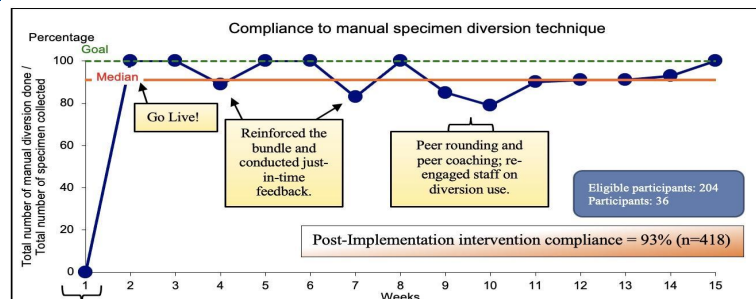 Compliance to manual specimen diversion technique
Percentage
Goal
100
Median
80
60
40
20
0
Total number of manual diversion done /
Total number of specimen collected
Go Live!
Reinforced the
bundle and
conducted just-
in-time
feedback.
Peer rounding and
peer coaching; re-
engaged staff on
diversion use.
Eligible participants: 204
Participants: 36
Post-Implementation intervention compliance = 93% (n=418)
1 2 3 4 5 6 7 8 9 10 11 12 13 14 15
Weeks